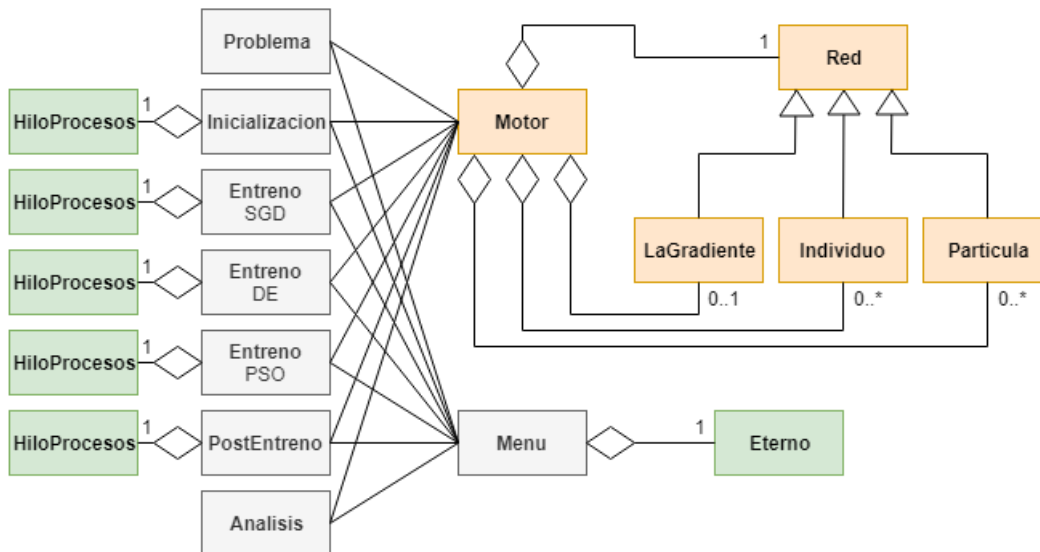 Problema
HiloProcesos
1
Inicializacion
HiloProcesos
1
Entreno
SGD
HiloProcesos
1
Entreno
DE
HiloProcesos
1
Entreno
PSO
HiloProcesos
1
PostEntreno
Analisis
Motor
1
Red
LaGradiente
0..1
Individuo
0..*
Particula
0..*
Menu
1
Eterno